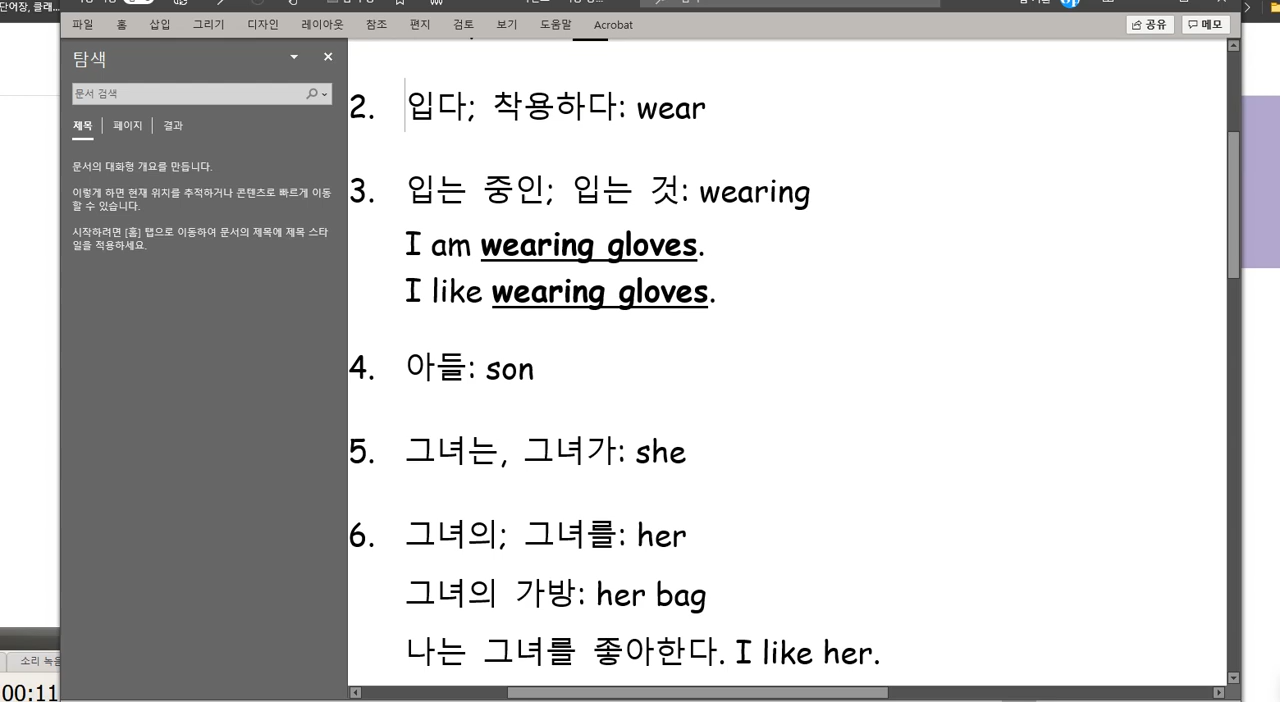 단어장, 클래...
파일 홈 삽입 그리기 디자인 레이아웃 참조 편지 검토 보기 도움말 Acrobat 공유 메모
탐색
문서 검색
제목 페이지 결과
문서의 대화형 개요를 만듭니다.
이렇게 하면 현재 위치를 추적하거나 콘텐츠로 빠르게 이동
할 수 있습니다.
시작하려면 [홈] 탭으로 이동하여 문서의 제목에 제목 스타
일을 적용하세요.
2. 입다; 착용하다: wear
3. 입는 중인; 입는 것: wearing
I am wearing gloves.
I like wearing gloves.
4. 아들: son
5. 그녀는, 그녀가: she
6. 그녀의; 그녀를: her
그녀의 가방: her bag
나는 그녀를 좋아한다. I like her.
소리 녹음
00:11